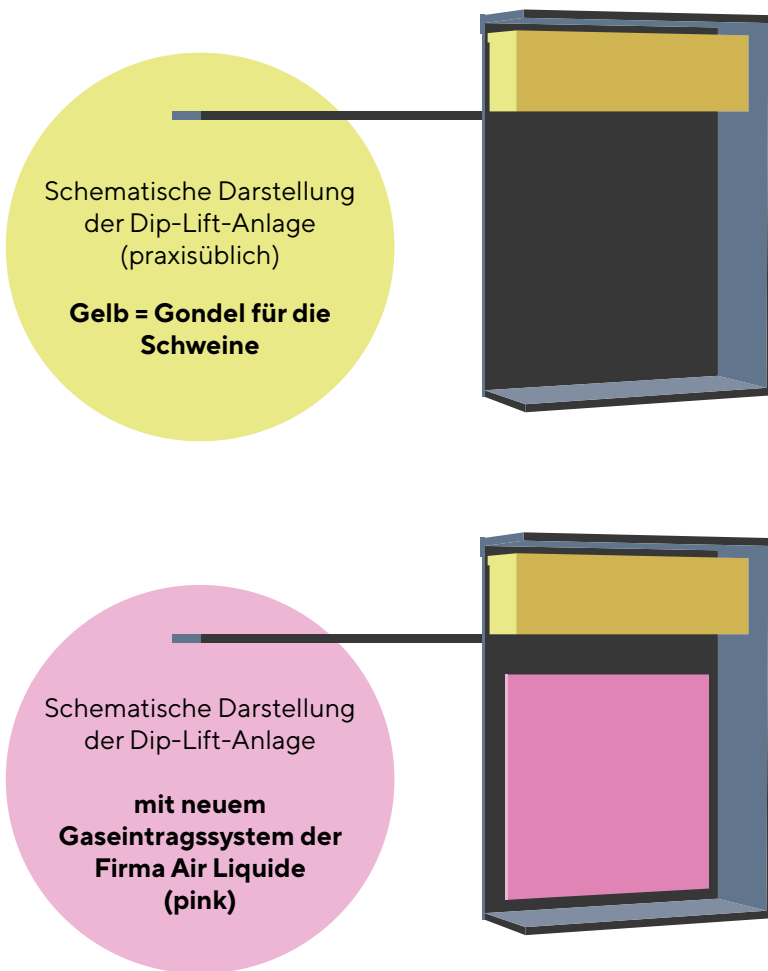 Schematische Darstellung
der Dip-Lift-Anlage
(praxisüblich)
Gelb = Gondel für die
Schweine
Schematische Darstellung
der Dip-Lift-Anlage
mit neuem
Gaseintragssystem der
Firma Air Liquide
(pink)